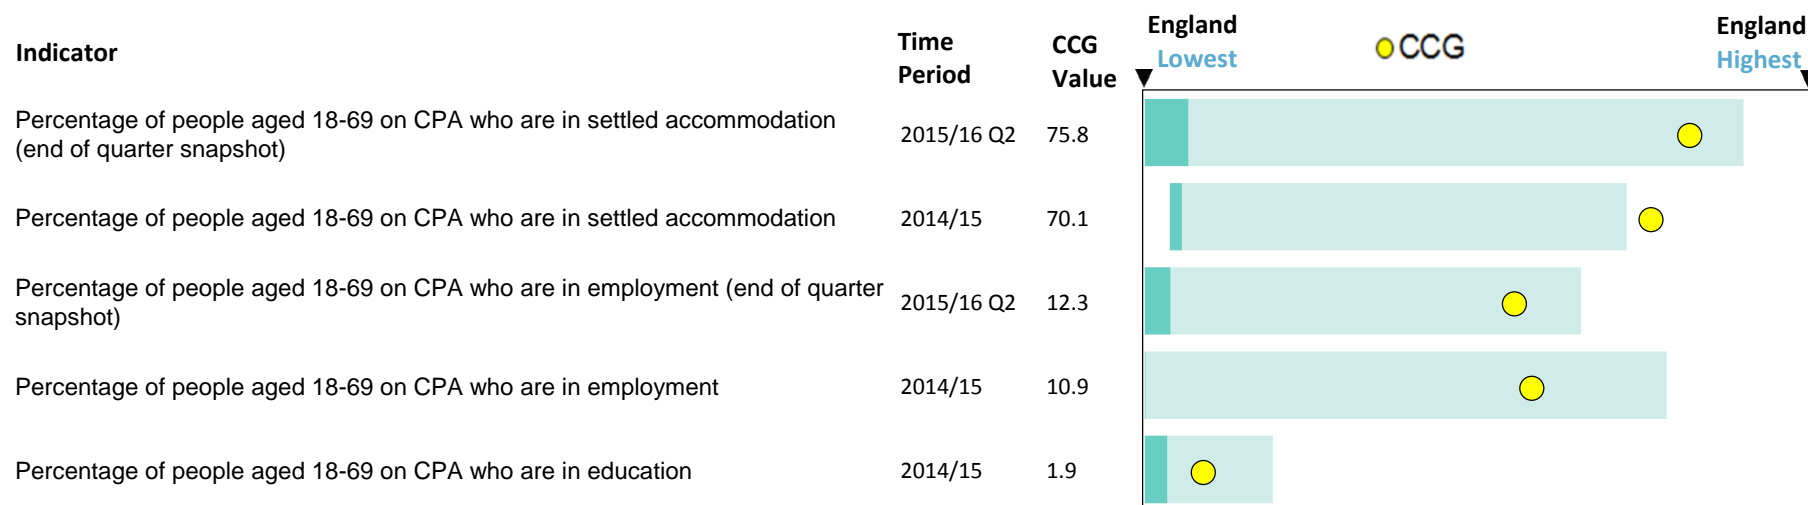 Indicator
Time
Period
CCG
Value
England
Lowest
CCG
England
Highest
Percentage of people aged 18-69 on CPA who are in settled accommodation
(end of quarter snapshot)
2015/16 Q2
75.8
Percentage of people aged 18-69 on CPA who are in settled accommodation
2014/15
70.1
Percentage of people aged 18-69 on CPA who are in employment (end of quarter
snapshot)
2015/16 Q2
12.3
Percentage of people aged 18-69 on CPA who are in employment
2014/15
10.9
Percentage of people aged 18-69 on CPA who are in education
2014/15
1.9